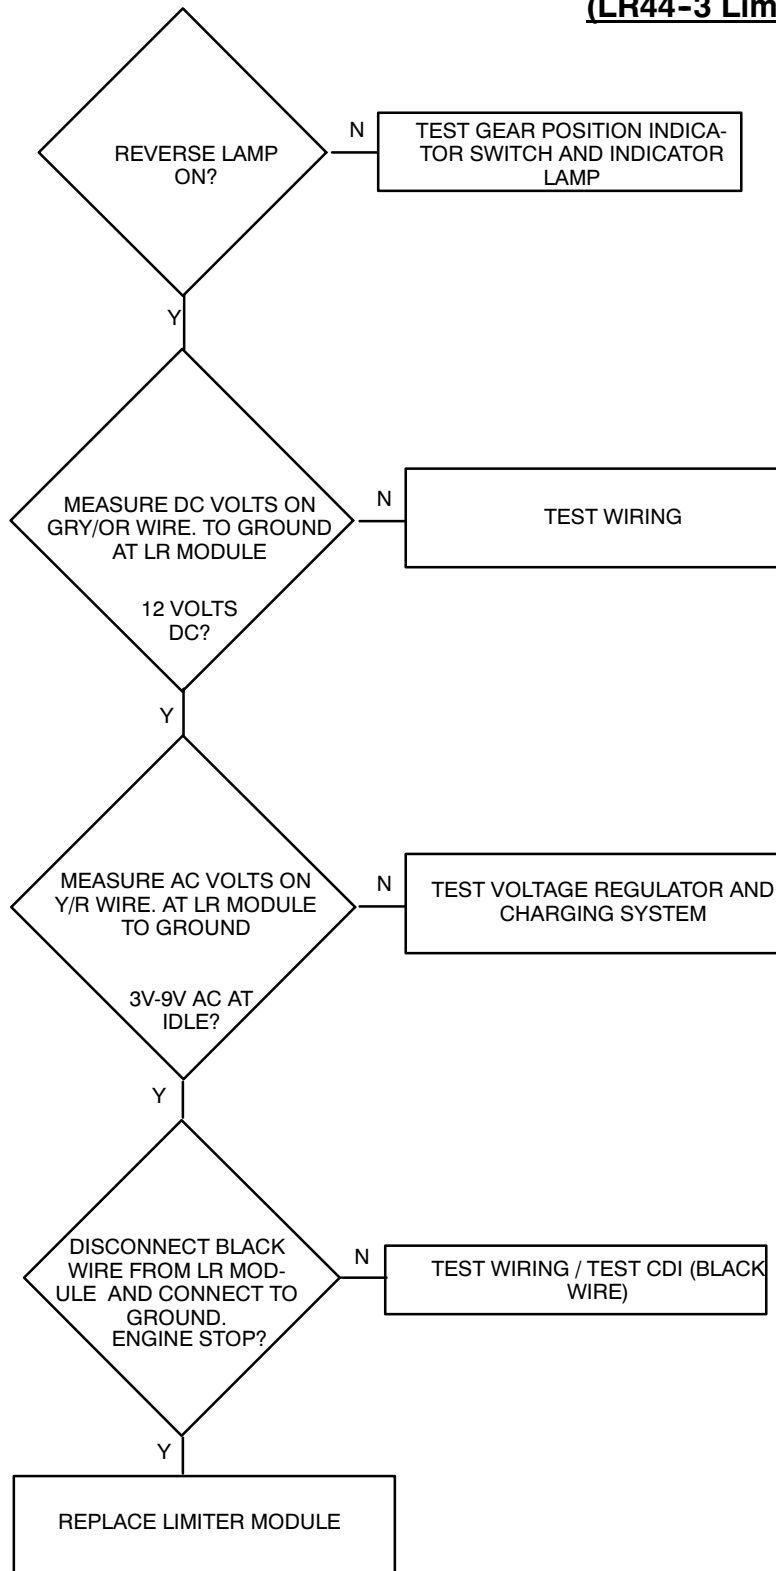 (LR44-3 Lim
REVERSE LAMP
ON?
N
TEST GEAR POSITION INDICA-
TOR SWITCH AND INDICATOR
LAMP
Y
MEASURE DC VOLTS ON
GRY/OR WIRE. TO GROUND
AT LR MODULE
12 VOLTS
DC?
N
TEST WIRING
Y
MEASURE AC VOLTS ON
Y/R WIRE. AT LR MODULE
TO GROUND
3V-9V AC AT
IDLE?
N
TEST VOLTAGE REGULATOR AND
CHARGING SYSTEM
Y
DISCONNECT BLACK
WIRE FROM LR MOD-
ULE AND CONNECT TO
GROUND.
ENGINE STOP?
N
TEST WIRING / TEST CDI (BLACK
WIRE)
Y
REPLACE LIMITER MODULE